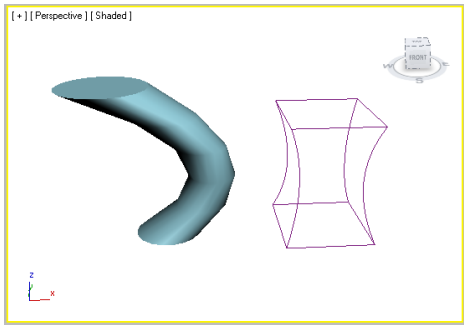 [ + ] [ Perspective ] [ Shaded ]
FRONT
W
S
E
z
x